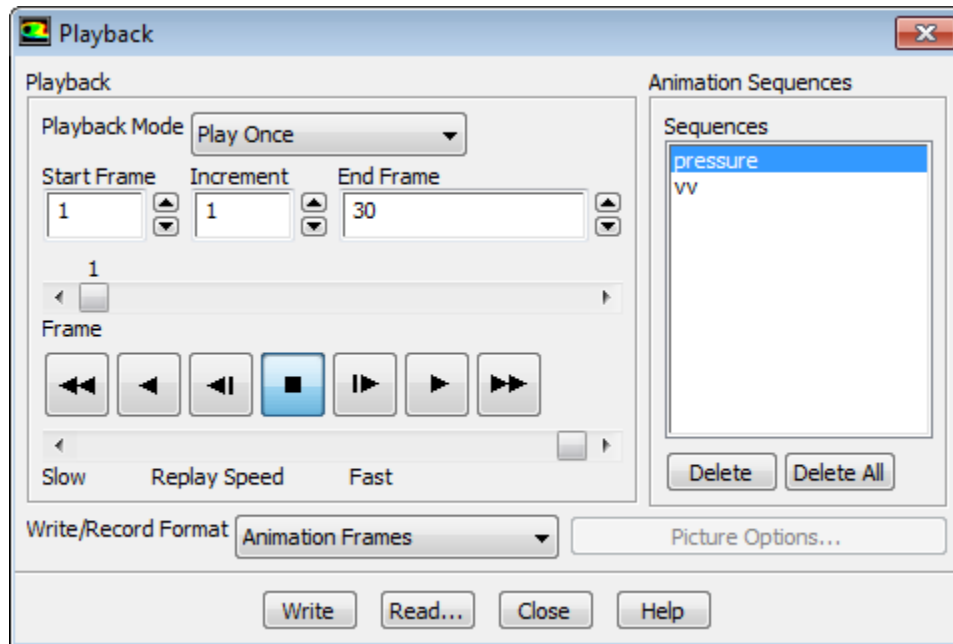 Playback
Playback
Animation Sequences
Playback Mode Play Once
Sequences
pressure
vv
Start Frame Increment End Frame
1 1 30
1
Frame
Slow Replay Speed Fast
Delete Delete All
Write/Record Format Animation Frames Picture Options...
Write Read... Close Help